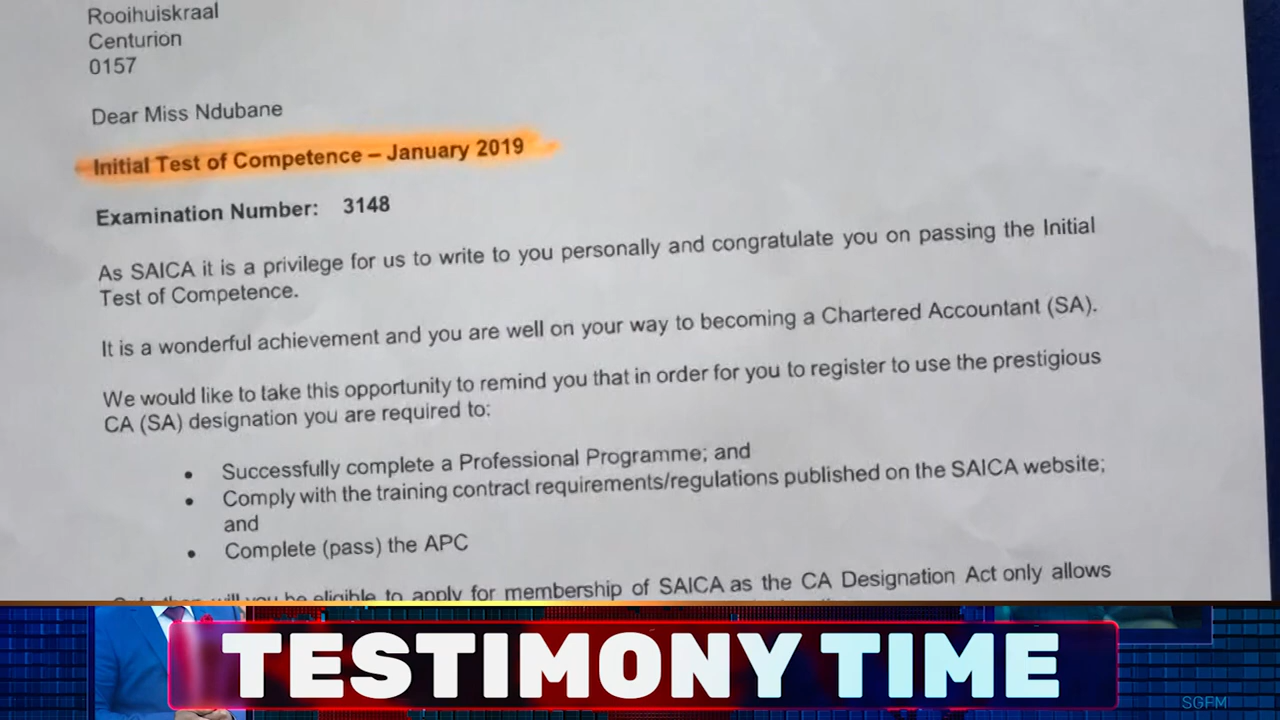 Rooihuiskraal
Centurion
0157
Dear Miss Ndubane
Initial Test of Competence – January 2019
Examination Number: 3148
As SAICA it is a privilege for us to write to you personally and congratulate you on passing the Initial
Test of Competence.
It is a wonderful achievement and you are well on your way to becoming a Chartered Accountant (SA).
We would like to take this opportunity to remind you that in order for you to register to use the prestigious
CA (SA) designation you are required to:
• Successfully complete a Professional Programme; and
• Comply with the training contract requirements/regulations published on the SAICA website;
and
• Complete (pass) the APC
will you be eligible to apply for membership of SAICA as the CA Designation Act only allows
TESTIMONY TIME
SGFM